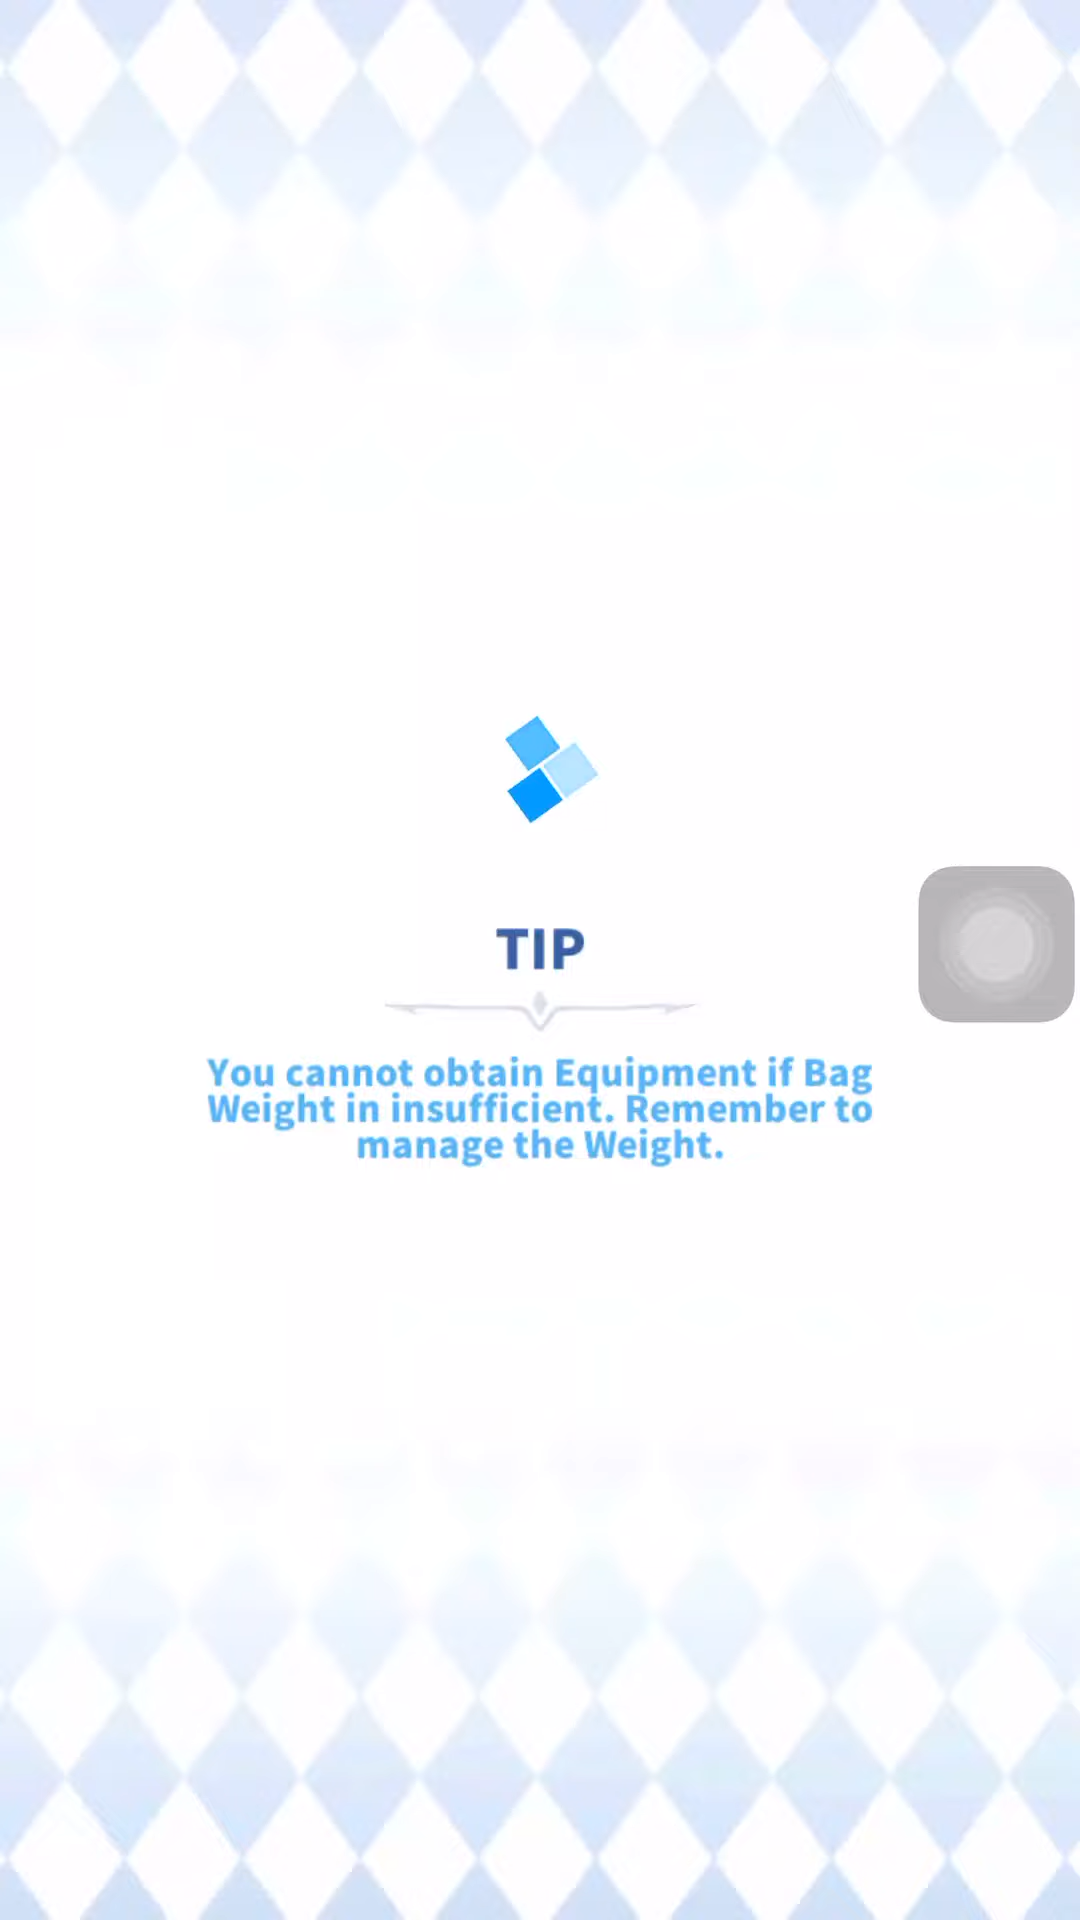 TIP
You cannot obtain Equipment if Bag
Weight in insufficient. Remember to
manage the Weight.